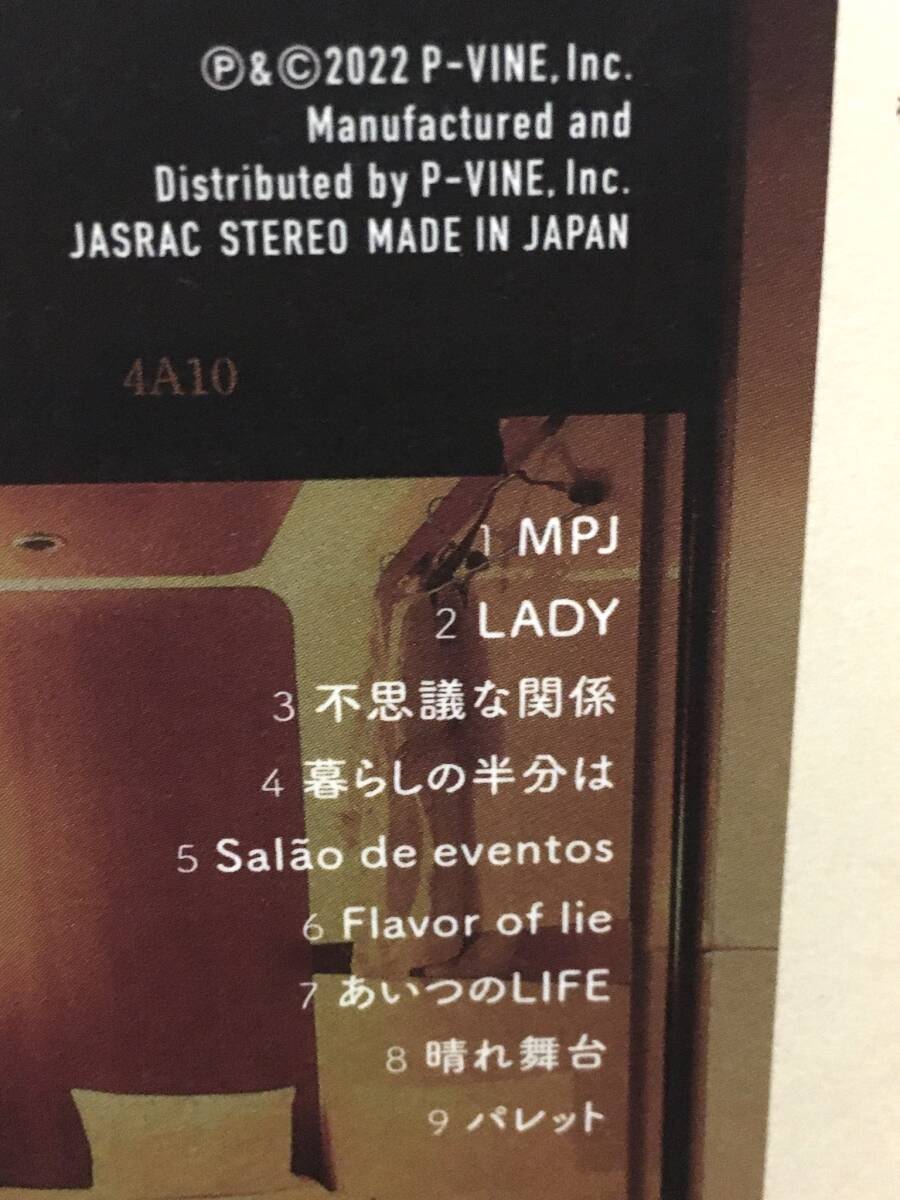 Ⓟ&Ⓒ2022 P-VINE, Inc.
Manufactured and
Distributed by P-VINE, Inc.
JASRAC STEREO MADE IN JAPAN
4A10
1 MPJ
2 LADY
3 不思議な関係
4 暮らしの半分は
5 Salão de eventos
6 Flavor of lie
7 あいつのLIFE
8 晴れ舞台
9 パレット